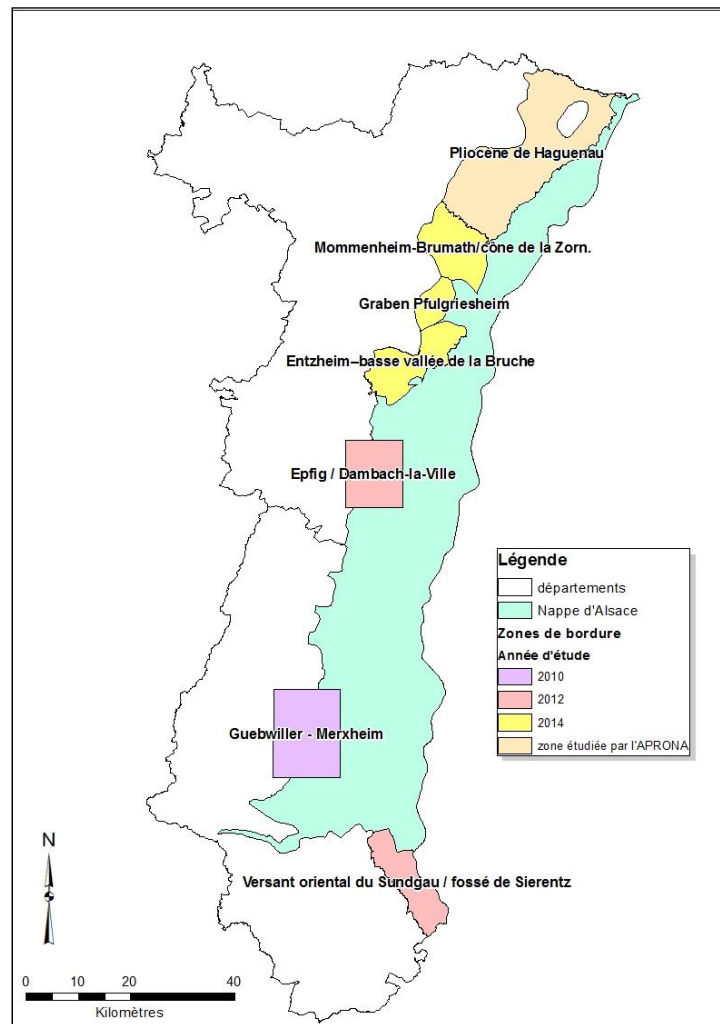 Pliocène de Haguenau
Mommenheim-Brumath/cône de la Zorn.
Graben Pfulgriesheim
Entzheim–basse vallée de la Bruche
Epfig / Dambach-la-Ville
Légende
départements
Nappe d'Alsace
Zones de bordure
Année d'étude
2010
2012
2014
zone étudiée par l'APRONA
Guebwiller - Merxheim
Versant oriental du Sundgau / fossé de Sierentz
N
0 10 20 40
Kilomètres